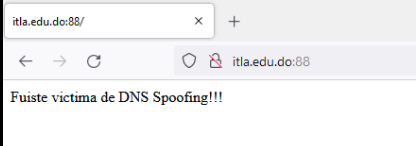 itla.edu.do:88/
itla.edu.do:88
Fuiste victima de DNS Spoofing!!!